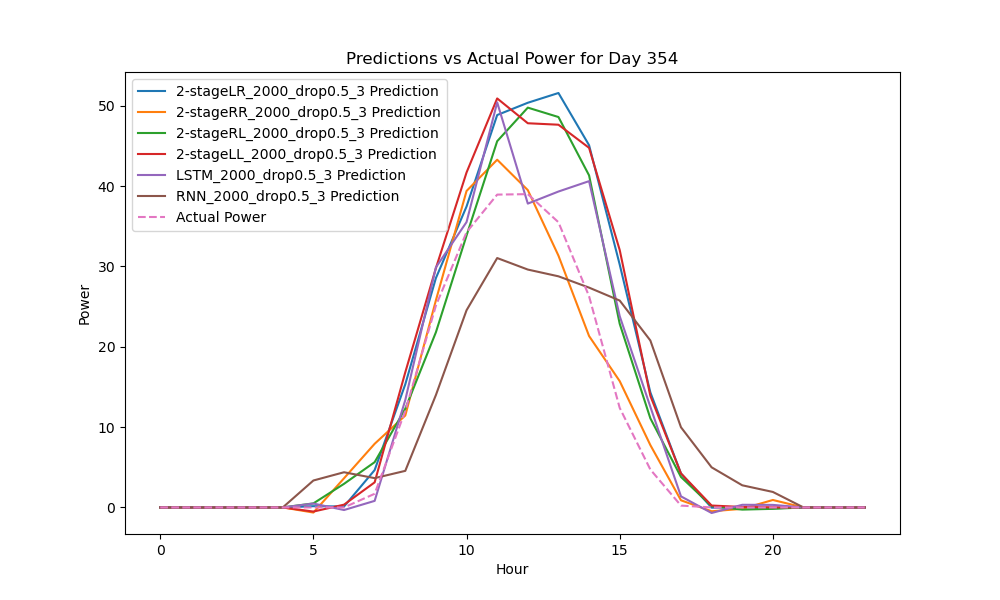 Predictions vs Actual Power for Day 354
2-stageLR_2000_drop0.5_3 Prediction
2-stageRR_2000_drop0.5_3 Prediction
2-stageRL_2000_drop0.5_3 Prediction
2-stageLL_2000_drop0.5_3 Prediction
LSTM_2000_drop0.5_3 Prediction
RNN_2000_drop0.5_3 Prediction
Actual Power
50
40
30
20
10
0
Power
0 5 10 15 20
Hour